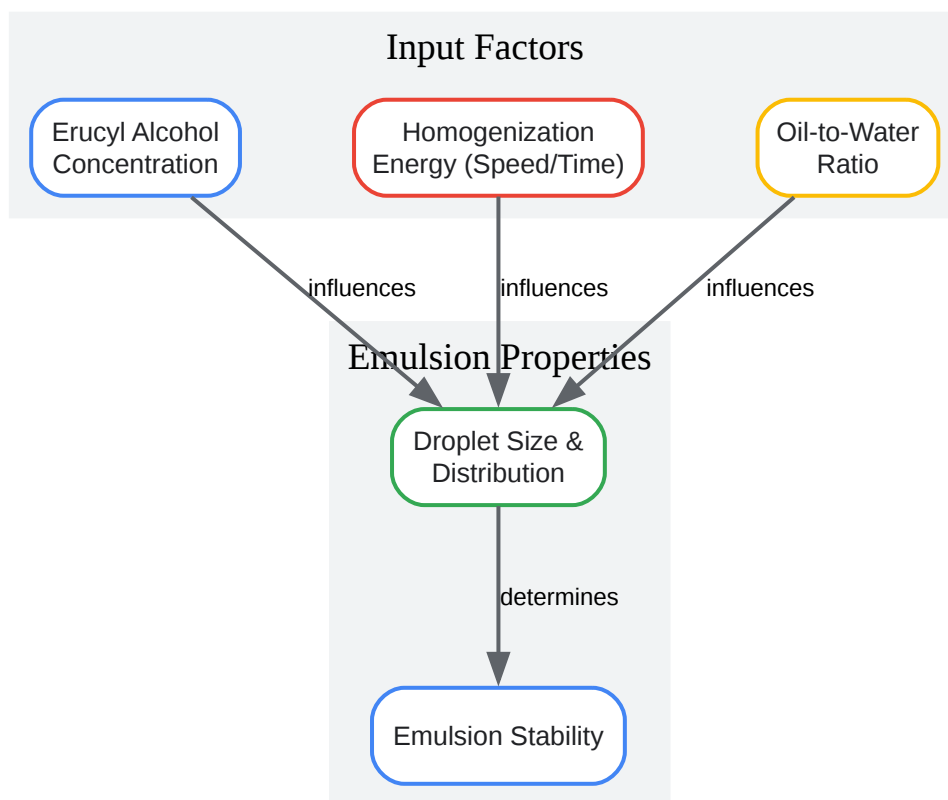 Input Factors
Erucyl Alcohol
Concentration
Homogenization
Energy (Speed/Time)
Oil-to-Water
Ratio
influences
influences
influences
Emulsion Properties
Droplet Size &
Distribution
determines
Emulsion Stability